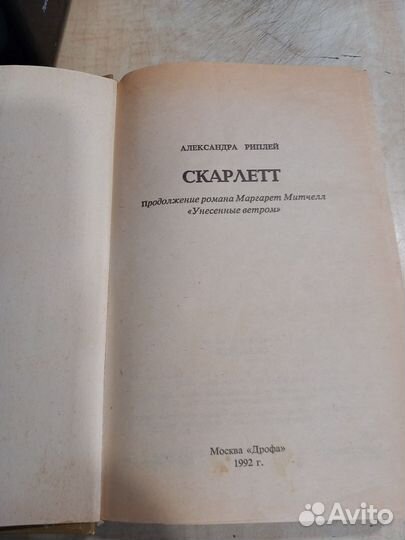 АЛЕКСАНДРА РИПЛЕЙ
СКАРЛЕТТ
Продолжение романа Маргарет Митчелл
«Унесенные ветром»
Москва «Дрофа»
1992 г.
Avito